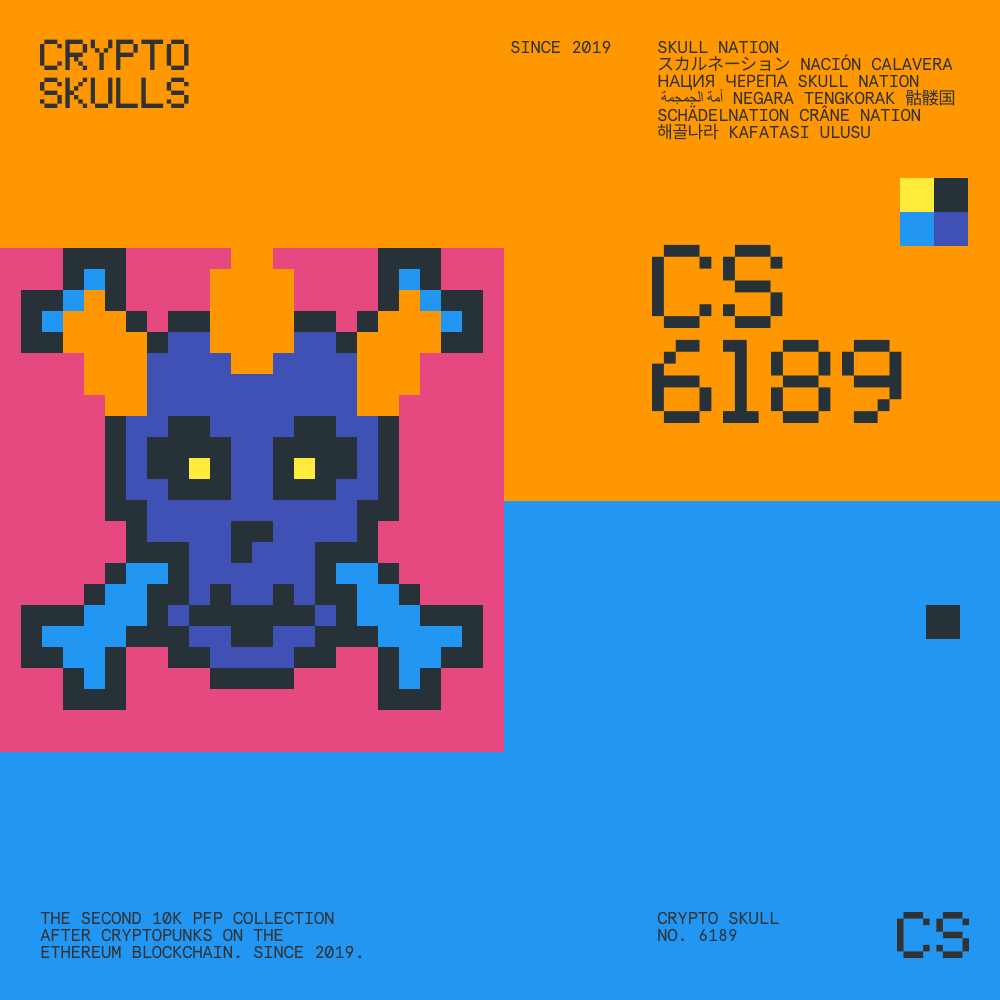 CRYPTO
SKULLS
SINCE 2019
SKULL NATION
スカルネーション NACIÓN CALAVERA
НАЦИЯ ЧЕРЕПА SKULL NATION
أمة الجمجمة NEGARA TENGKORAK 骷髅国
SCHÄDELNATION CRÂNE NATION
해골나라 KAFATASI ULUSU
CS
6189
THE SECOND 10K PFP COLLECTION
AFTER CRYPTOPUNKS ON THE
ETHEREUM BLOCKCHAIN. SINCE 2019.
CRYPTO SKULL
NO. 6189
CS